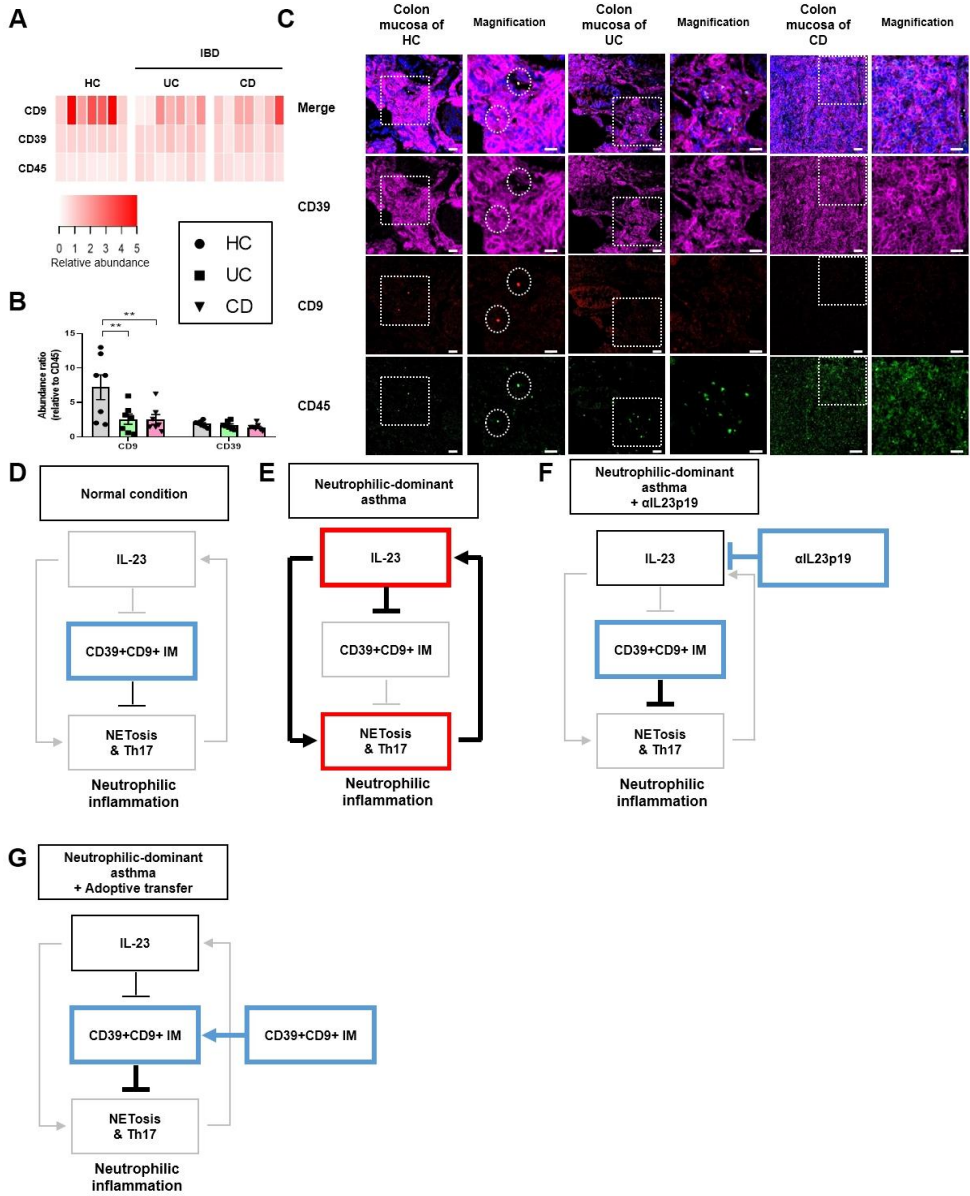 A
IBD
HC
UC
CD
CD9
CD39
CD45
0 1 2 3 4 5
Relative abundance
HC
UC
CD
B
**
**
15
10
5
0
Abundance ratio
(relative to CD45)
CD9
CD39
C
Colon
mucosa of
HC
Magnification
Colon
mucosa of
UC
Magnification
Colon
mucosa of
CD
Magnification
Merge
CD39
CD9
CD45
D
Normal condition
IL-23
CD39+CD9+ IM
NETosis
& Th17
Neutrophilic
inflammation
E
Neutrophilic-dominant
asthma
IL-23
CD39+CD9+ IM
NETosis
& Th17
Neutrophilic
inflammation
F
Neutrophilic-dominant
asthma
+ αIL23p19
IL-23
αIL23p19
CD39+CD9+ IM
NETosis
& Th17
Neutrophilic
inflammation
G
Neutrophilic-dominant
asthma
+ Adoptive transfer
IL-23
CD39+CD9+ IM
CD39+CD9+ IM
NETosis
& Th17
Neutrophilic
inflammation